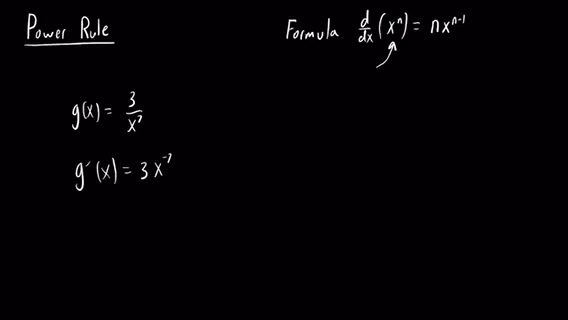 Power Rule
Formula d/dx (xⁿ) = nxⁿ⁻¹
g(x) = 3/x⁷
g'(x) = 3x⁻⁷